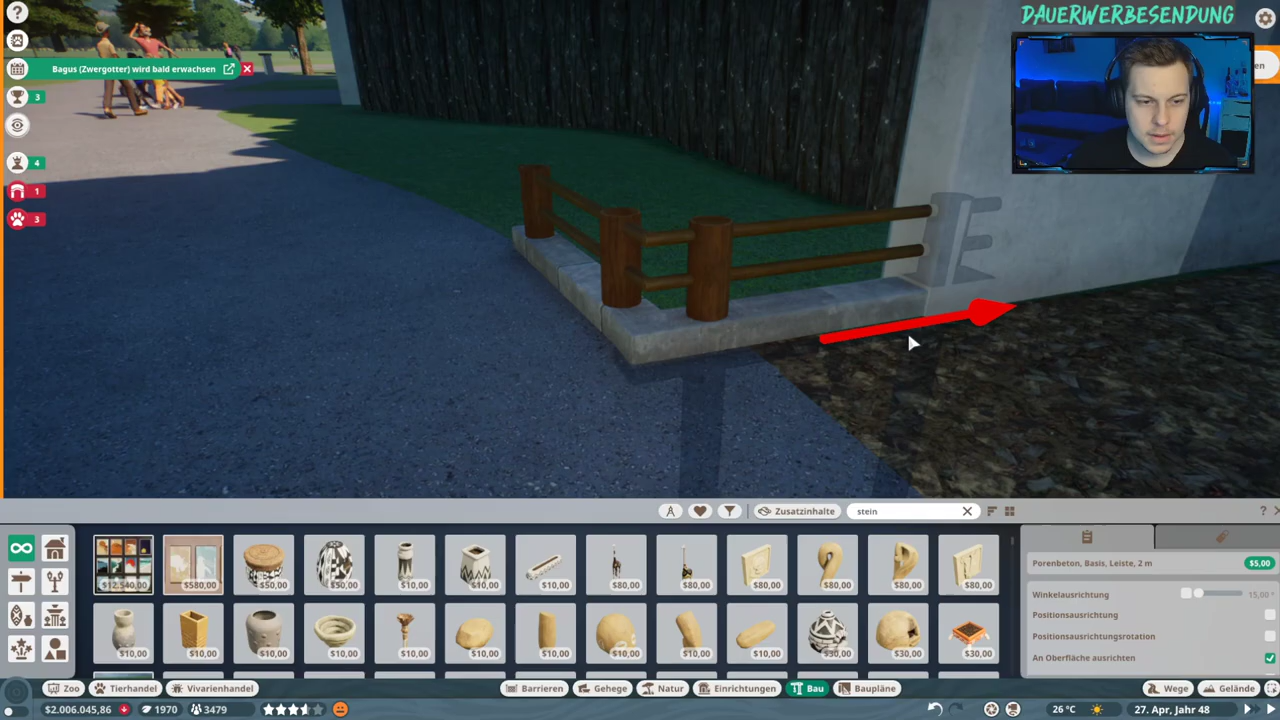 DAUERWERBESENDUNG
?
en
Bagus (Zwergotter) wird bald erwachsen
3
4
1
3
Zusatzinhalte
stein
?
$12.540,00
$580,00
$50,00
$50,00
$10,00
$10,00
$10,00
$80,00
$80,00
$80,00
$80,00
$80,00
$80,00
$10,00
$10,00
$10,00
$10,00
$10,00
$10,00
$10,00
$10,00
$10,00
$10,00
$30,00
$30,00
$30,00
Porenbeton, Basis, Leiste, 2 m
$5,00
Winkelausrichtung
15,00°
Positionsausrichtung
Positionsausrichtungsrotation
An Oberfläche ausrichten
Zoo
Tierhandel
Vivarienhandel
Barrieren
Gehege
Natur
Einrichtungen
Bau
Baupläne
Wege
Gelände
$2.006.045,86
1970
3479
26 °C
27. Apr, Jahr 48